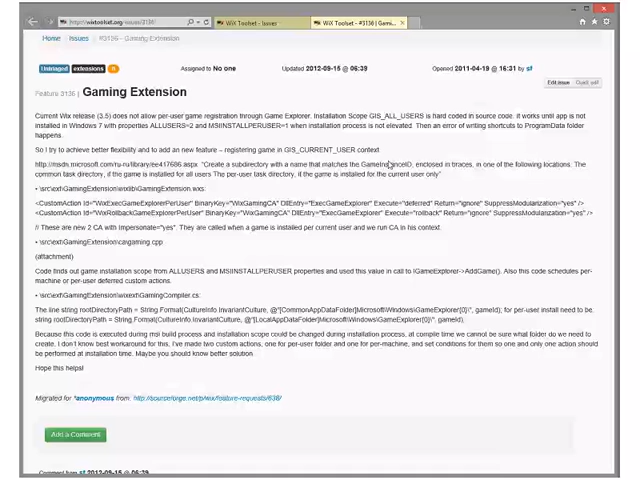 http://wixtoolset.org/issues/3136/
WiX Toolset - Issues
WiX Toolset - #3136 | Gami...
Home Issues #3136 – Gaming Extension
Untriaged extensions
Assigned to No one
Updated 2012-09-15 @ 06:39
Opened 2011-04-19 @ 16:31 by sf
Edit issue
Feature 3136 | Gaming Extension
Current Wix release (3.5) does not allow per-user game registration through Game Explorer. Installation Scope GIS_ALL_USERS is hard coded in source code. it works until app is not
installed in Windows 7 with properties ALLUSERS=2 and MSIINSTALLPERUSER=1 when installation process is not elevated. Then an error of writing shortcuts to ProgramData folder
happens.
So I try to achieve better flexibility and to add an new feature – registering game in GIS_CURRENT_USER context
http://msdn.microsoft.com/ru-ru/library/ee417686.aspx "Create a subdirectory with a name that matches the GameInstanceID, enclosed in braces, in one of the following locations: The
common task directory, if the game is installed for all users The per-user task directory, if the game is installed for the current user only"
• \src\ext\GamingExtension\wixlib\GamingExtension.wxs:
<CustomAction Id="WixExecGameExplorerPerUser" BinaryKey="WixGamingCA" DllEntry="ExecGameExplorer" Execute="deferred" Return="ignore" SuppressModularization="yes" />
<CustomAction Id="WixRollbackGameExplorerPerUser" BinaryKey="WixGamingCA" DllEntry="ExecGameExplorer" Execute="rollback" Return="ignore" SuppressModularization="yes" />
// These are new 2 CA with Impersonate="yes". They are called when a game is installed per current user and we run CA in his context.
• \src\ext\GamingExtension\ca\gaming.cpp
(attachment)
Code finds out game installation scope from ALLUSERS and MSIINSTALLPERUSER properties and used this value in call to IGameExplorer->AddGame(). Also this code schedules per-
machine or per-user deferred custom actions.
• \src\ext\GamingExtension\wixext\GamingCompiler.cs:
The line string rootDirectoryPath = String.Format(CultureInfo.InvariantCulture, @"[CommonAppDataFolder]Microsoft\Windows\GameExplorer\{0}\", gameId); for per-user install need to be.
string rootDirectoryPath = String.Format(CultureInfo.InvariantCulture, @"[LocalAppDataFolder]Microsoft\Windows\GameExplorer\{0}\", gameId);
Because this code is executed during msi build process and installation scope could be changed during installation process, at compile time we cannot be sure what folder do we need to
create. I don't know best workaround for this, I've made two custom actions, one for per-user folder and one for per-machine, and set conditions for them so one and only one action should
be performed at installation time. Maybe you should know better solution
Hope this helps!
Migrated for *anonymous from: http://sourceforge.net/p/wix/feature-requests/638/
Add a Comment
Comment from sf 2012-09-15 @ 06:39